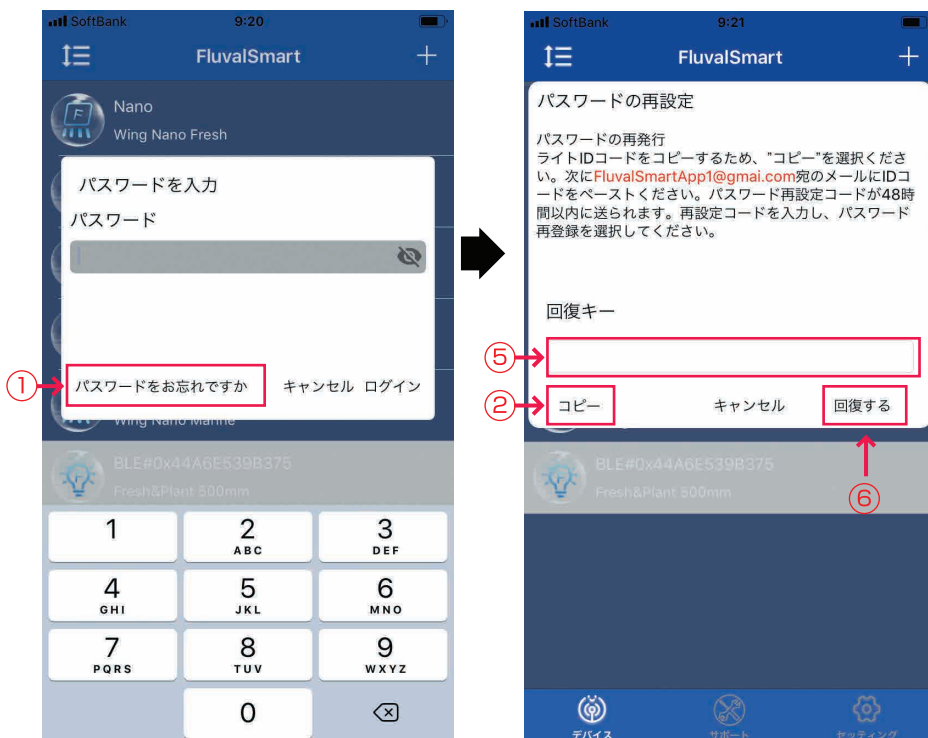 SoftBank 9:20
FluvalSmart
Nano
Wing Nano Fresh
パスワードを入力
パスワード
① パスワードをお忘れですか キャンセル ログイン
Wing Nano Marine
BLE#0x44A6E539B375
Fresh&Plant 500mm
1
2 ABC
3 DEF
4 GHI
5 JKL
6 MNO
7 PQRS
8 TUV
9 WXYZ
0
SoftBank 9:21
FluvalSmart
パスワードの再設定
パスワードの再発行
ライトIDコードをコピーするため、"コピー"を選択くださ
い。次にFluvalSmartApp1@gmai.com宛のメールにIDコ
ードをペーストください。パスワード再設定コードが48時
間以内に送られます。再設定コードを入力し、パスワード
再登録を選択してください。
回復キー
⑤
② コピー キャンセル 回復する
⑥
BLE#0x44A6E539B375
Fresh&Plant 500mm
デバイス サポート セッティング